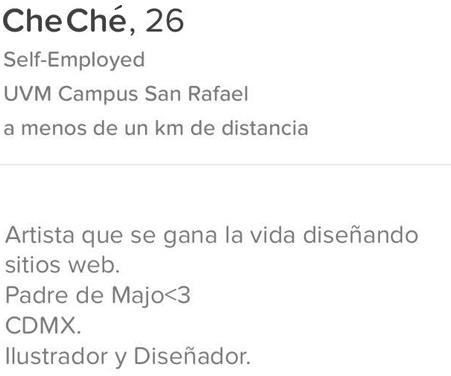 CheChé, 26
Self-Employed
UVM Campus San Rafael
a menos de un km de distancia
Artista que se gana la vida diseñando
sitios web.
Padre de Majo<3
CDMX.
Ilustrador y Diseñador.